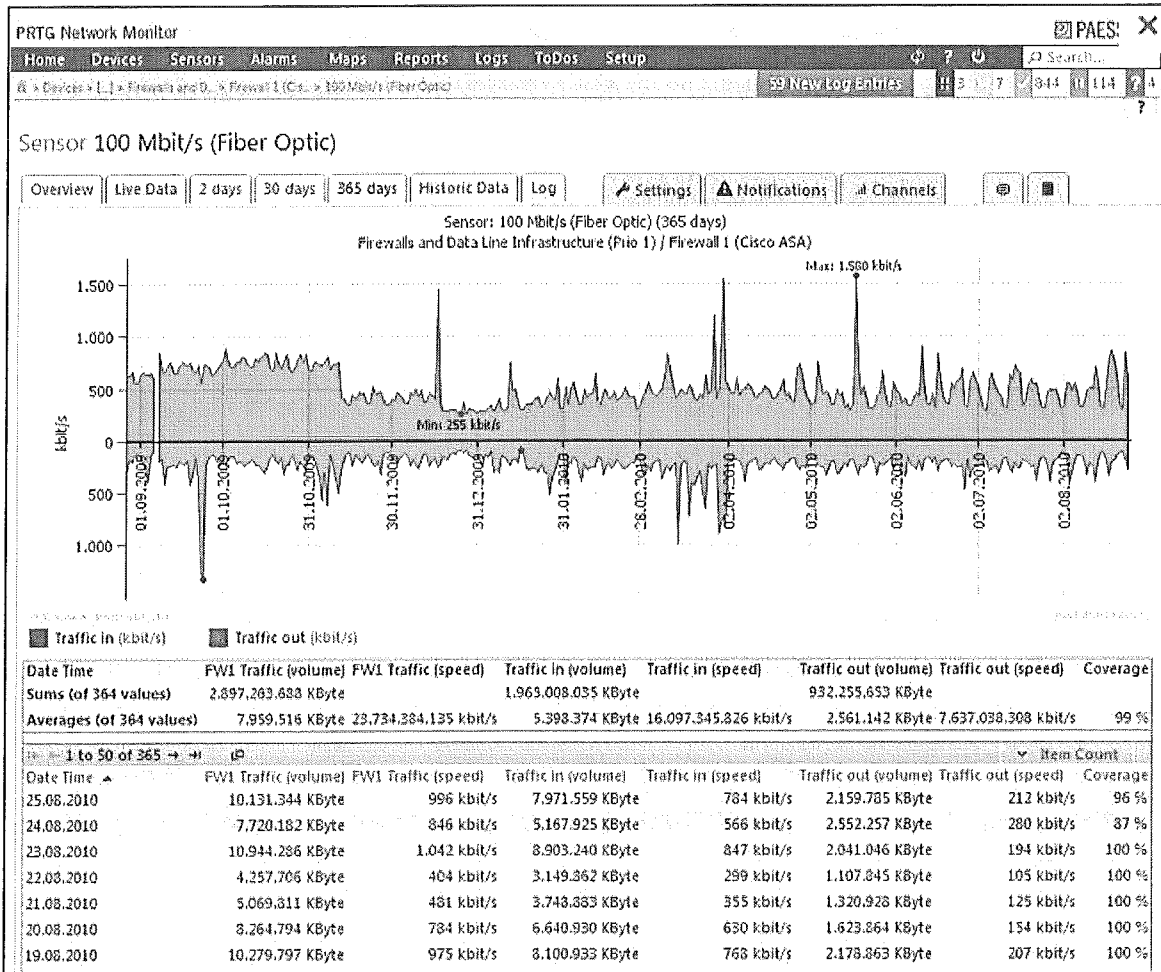 PRTG Network Monitor
PAES
Home Devices Sensors Alarms Maps Reports Logs ToDos Setup
? Search...
Devices 100 Mbit/s (Fiber Optic) 59 New Log Entries 3 7 844 114 ? 4
?
Sensor 100 Mbit/s (Fiber Optic)
Overview Live Data 2 days 30 days 365 days Historic Data Log Settings Notifications Channels
Sensor: 100 Mbit/s (Fiber Optic) (365 days)
Firewalls and Data Line Infrastructure (Prio 1) / Firewall 1 (Cisco ASA)
Max: 1.580 kbit/s
1.500
1.000
500
Min: 255 kbit/s
0
kbit/s
500
1.000
01.09.2009 01.10.2009 31.10.2009 30.11.2009 31.12.2009 31.01.2010 28.02.2010 02.04.2010 02.05.2010 02.06.2010 02.07.2010 02.08.2010
Traffic in (kbit/s) Traffic out (kbit/s)
Date Time FW1 Traffic (volume) FW1 Traffic (speed) Traffic in (volume) Traffic in (speed) Traffic out (volume) Traffic out (speed) Coverage
Sums (of 364 values) 2.897.263.688 KByte 1.965.008.035 KByte 932.255.653 KByte
Averages (of 364 values) 7.959.516 KByte 23.734.384.135 kbit/s 5.398.374 KByte 16.097.345.826 kbit/s 2.561.142 KByte 7.637.038.308 kbit/s 99 %
1 to 50 of 365 Item Count
Date Time FW1 Traffic (volume) FW1 Traffic (speed) Traffic in (volume) Traffic in (speed) Traffic out (volume) Traffic out (speed) Coverage
25.08.2010 10.131.344 KByte 996 kbit/s 7.971.559 KByte 784 kbit/s 2.159.785 KByte 212 kbit/s 96 %
24.08.2010 7.720.182 KByte 846 kbit/s 5.167.925 KByte 566 kbit/s 2.552.257 KByte 280 kbit/s 87 %
23.08.2010 10.944.286 KByte 1.042 kbit/s 8.903.240 KByte 847 kbit/s 2.041.046 KByte 194 kbit/s 100 %
22.08.2010 4.257.706 KByte 404 kbit/s 3.149.862 KByte 299 kbit/s 1.107.845 KByte 105 kbit/s 100 %
21.08.2010 5.069.811 KByte 481 kbit/s 3.748.883 KByte 355 kbit/s 1.320.928 KByte 125 kbit/s 100 %
20.08.2010 8.264.794 KByte 784 kbit/s 6.640.930 KByte 630 kbit/s 1.623.864 KByte 154 kbit/s 100 %
19.08.2010 10.279.797 KByte 975 kbit/s 8.100.933 KByte 768 kbit/s 2.178.863 KByte 207 kbit/s 100 %